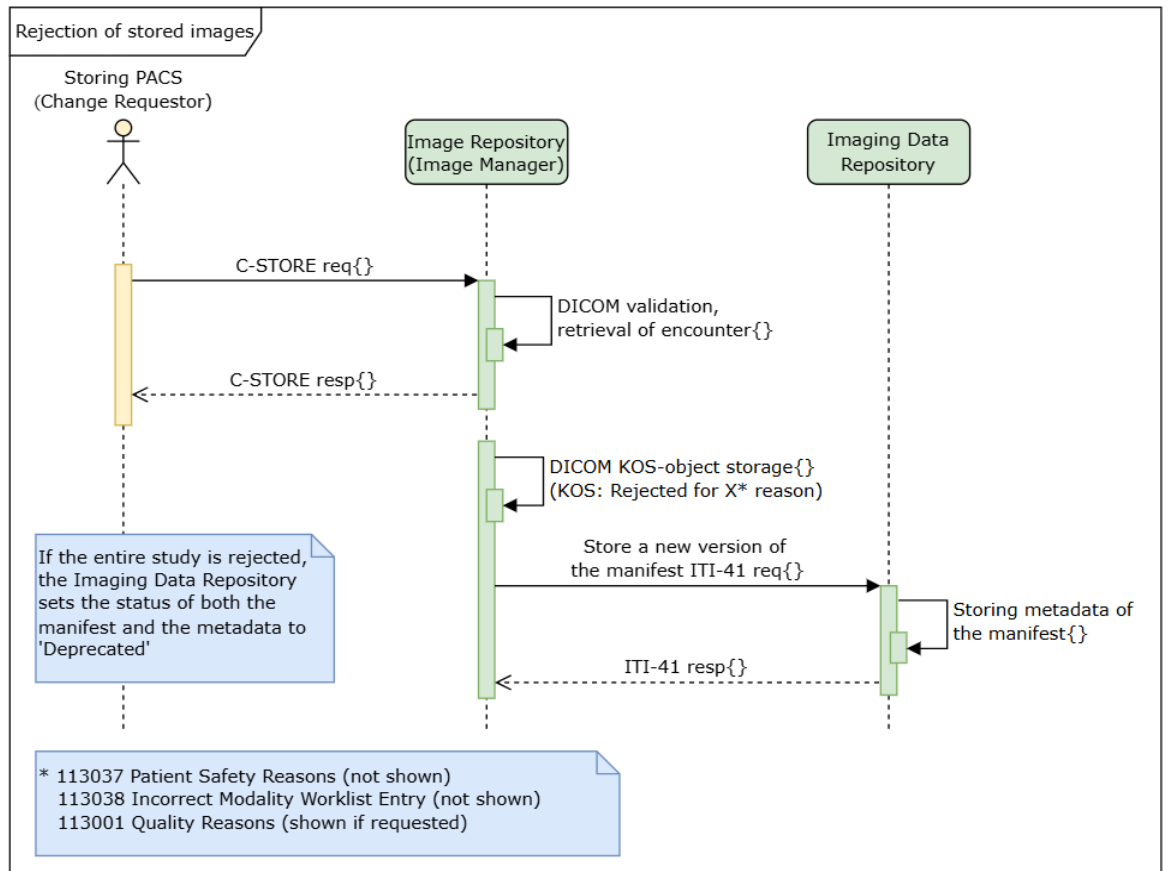 Rejection of stored images
Storing PACS
(Change Requestor)
Image Repository
(Image Manager)
Imaging Data
Repository
C-STORE req{}
DICOM validation,
retrieval of encounter{}
C-STORE resp{}
DICOM KOS-object storage{}
(KOS: Rejected for X* reason)
If the entire study is rejected,
the Imaging Data Repository
sets the status of both the
manifest and the metadata to
'Deprecated'
Store a new version of
the manifest ITI-41 req{}
Storing metadata of
the manifest{}
ITI-41 resp{}
* 113037 Patient Safety Reasons (not shown)
113038 Incorrect Modality Worklist Entry (not shown)
113001 Quality Reasons (shown if requested)